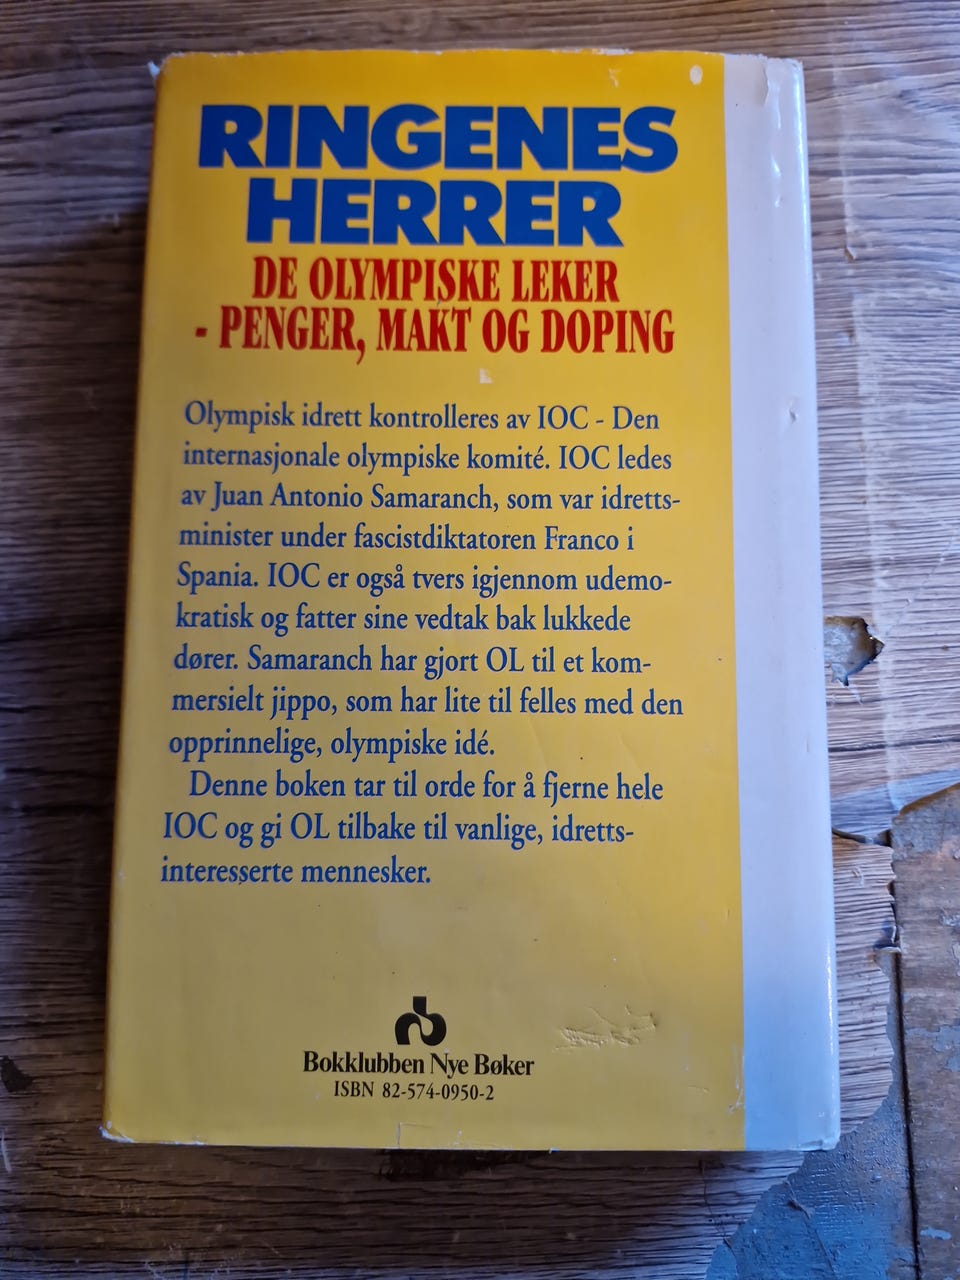 RINGENES
HERRER
DE OLYMPISKE LEKER
- PENGER, MAKT OG DOPING
Olympisk idrett kontrolleres av IOC - Den
internasjonale olympiske komité. IOC ledes
av Juan Antonio Samaranch, som var idretts-
minister under fascistdiktatoren Franco i
Spania. IOC er også tvers igjennom udemo-
kratisk og fatter sine vedtak bak lukkede
dører. Samaranch har gjort OL til et kom-
mersielt jippo, som har lite til felles med den
opprinnelige, olympiske idé.
Denne boken tar til orde for å fjerne hele
IOC og gi OL tilbake til vanlige, idretts-
interesserte mennesker.
Bokklubben Nye Bøker
ISBN 82-574-0950-2